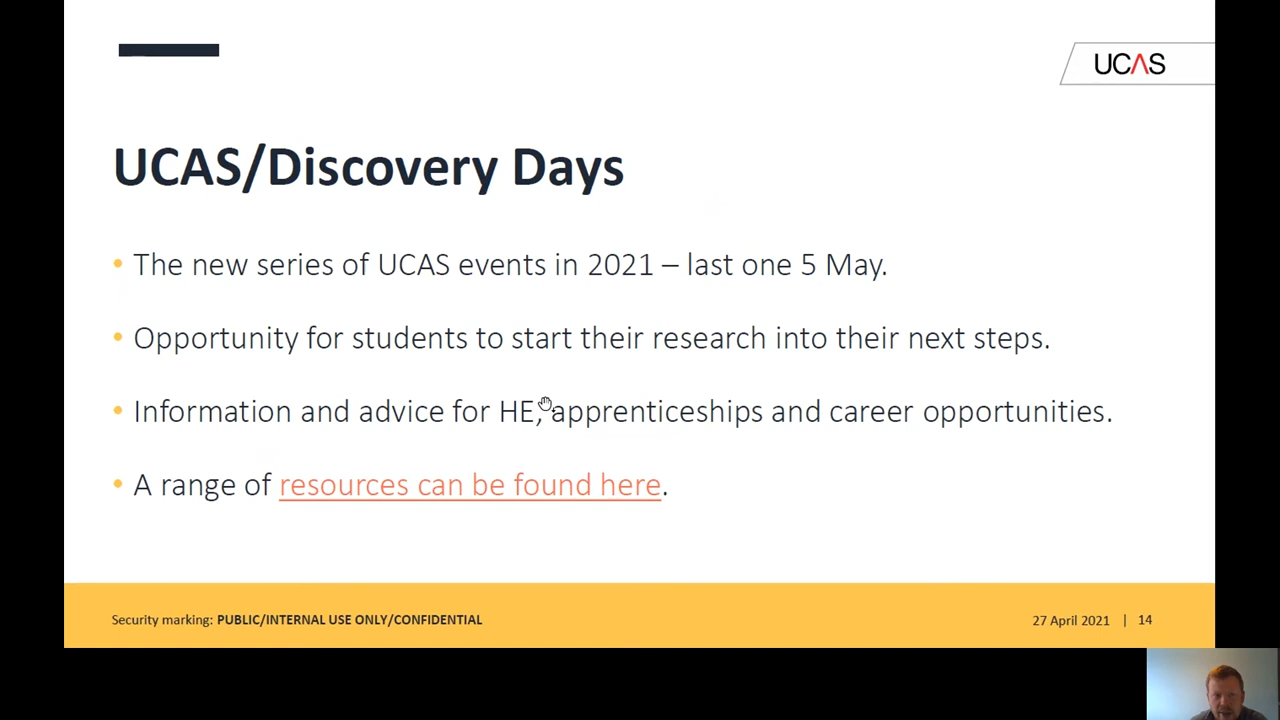 UCAS
UCAS/Discovery Days
• The new series of UCAS events in 2021 – last one 5 May.
• Opportunity for students to start their research into their next steps.
• Information and advice for HE, apprenticeships and career opportunities.
• A range of resources can be found here.
Security marking: PUBLIC/INTERNAL USE ONLY/CONFIDENTIAL
27 April 2021 | 14